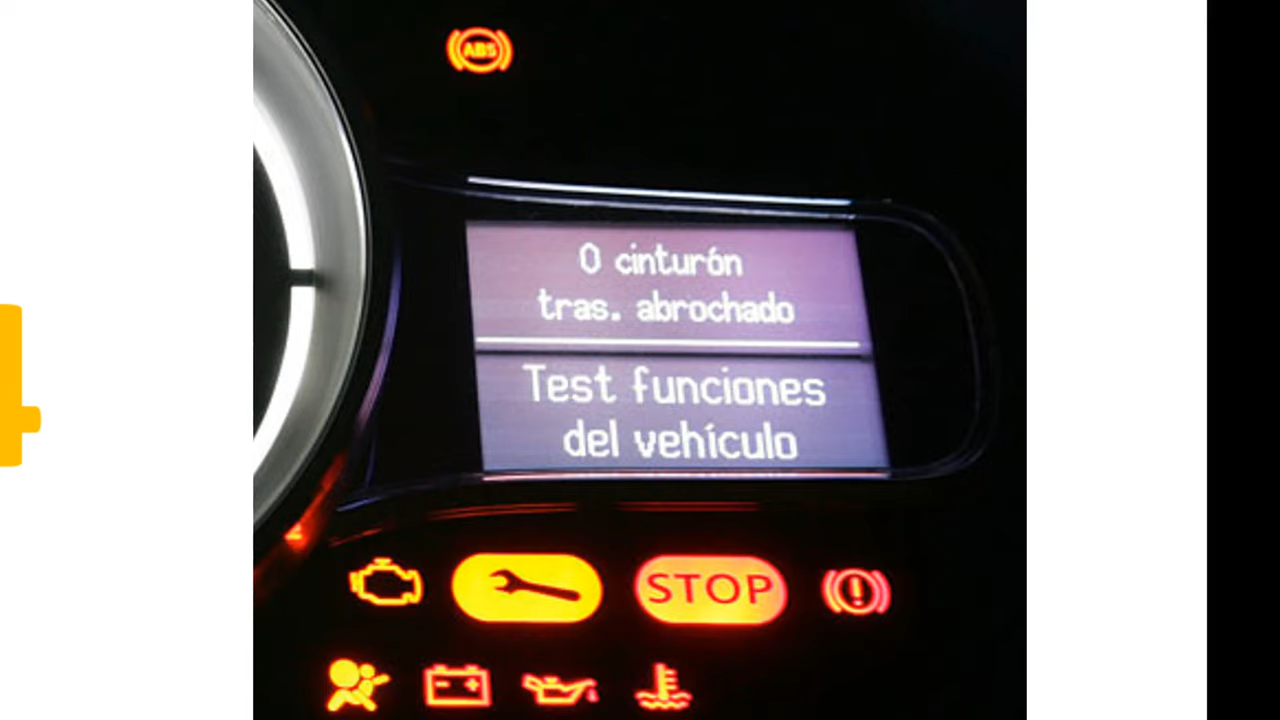 ABS
0 cinturón
tras. abrochado
Test funciones
del vehículo
STOP